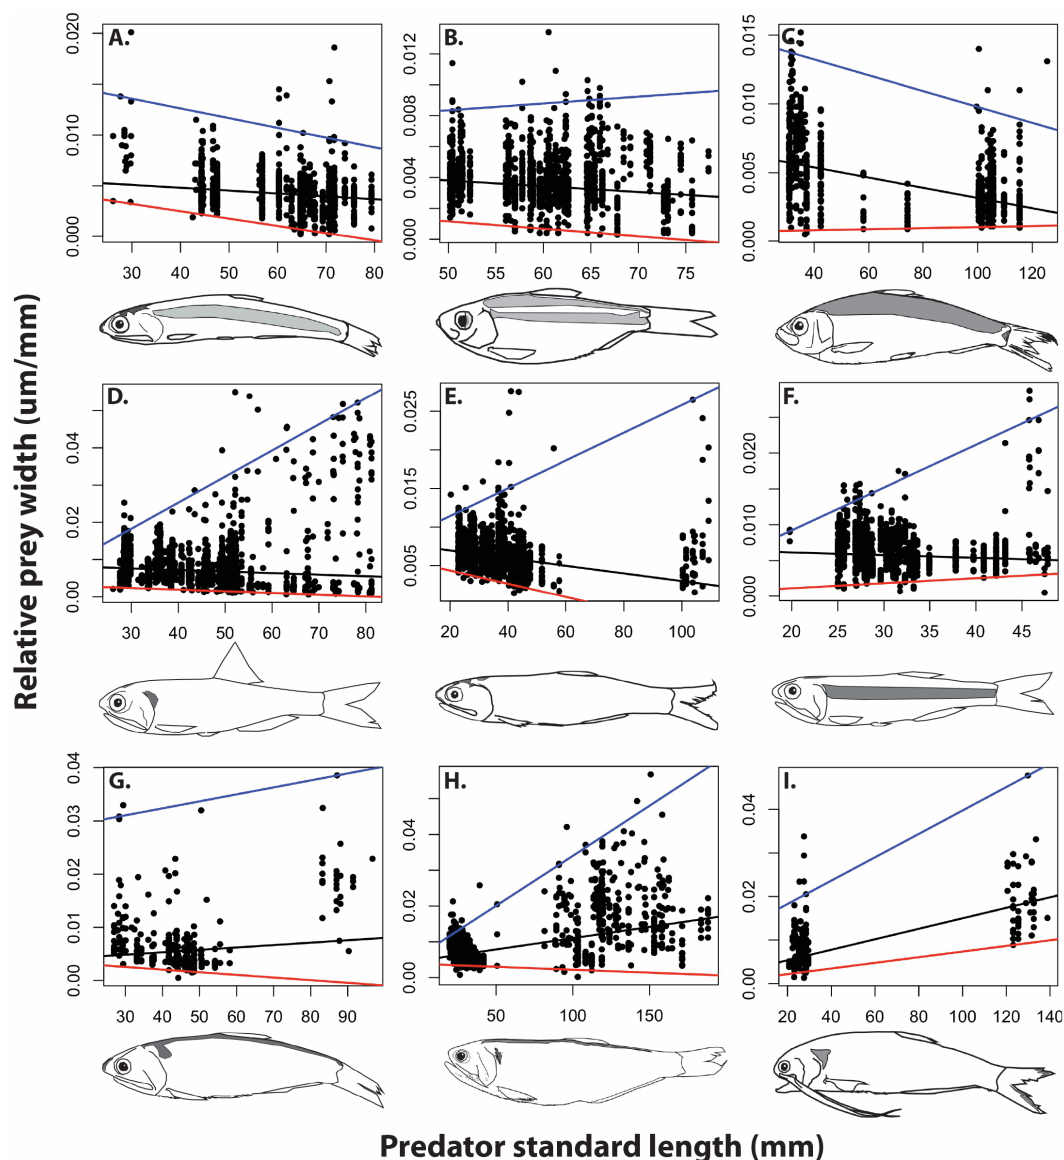 Relative prey width (um/mm)
A.
0.020
0.010
0.000
30 40 50 60 70 80
B.
0.012
0.008
0.004
0.000
50 55 60 65 70 75
C.
0.015
0.010
0.005
0.000
40 60 80 100 120
D.
0.04
0.02
0.00
30 40 50 60 70 80
E.
0.025
0.015
0.005
20 40 60 80 100
F.
0.020
0.010
0.000
20 25 30 35 40 45
G.
0.04
0.03
0.02
0.01
0.00
30 40 50 60 70 80 90
H.
0.04
0.02
0.00
50 100 150
I.
0.04
0.02
0.00
20 40 60 80 100 120 140
Predator standard length (mm)